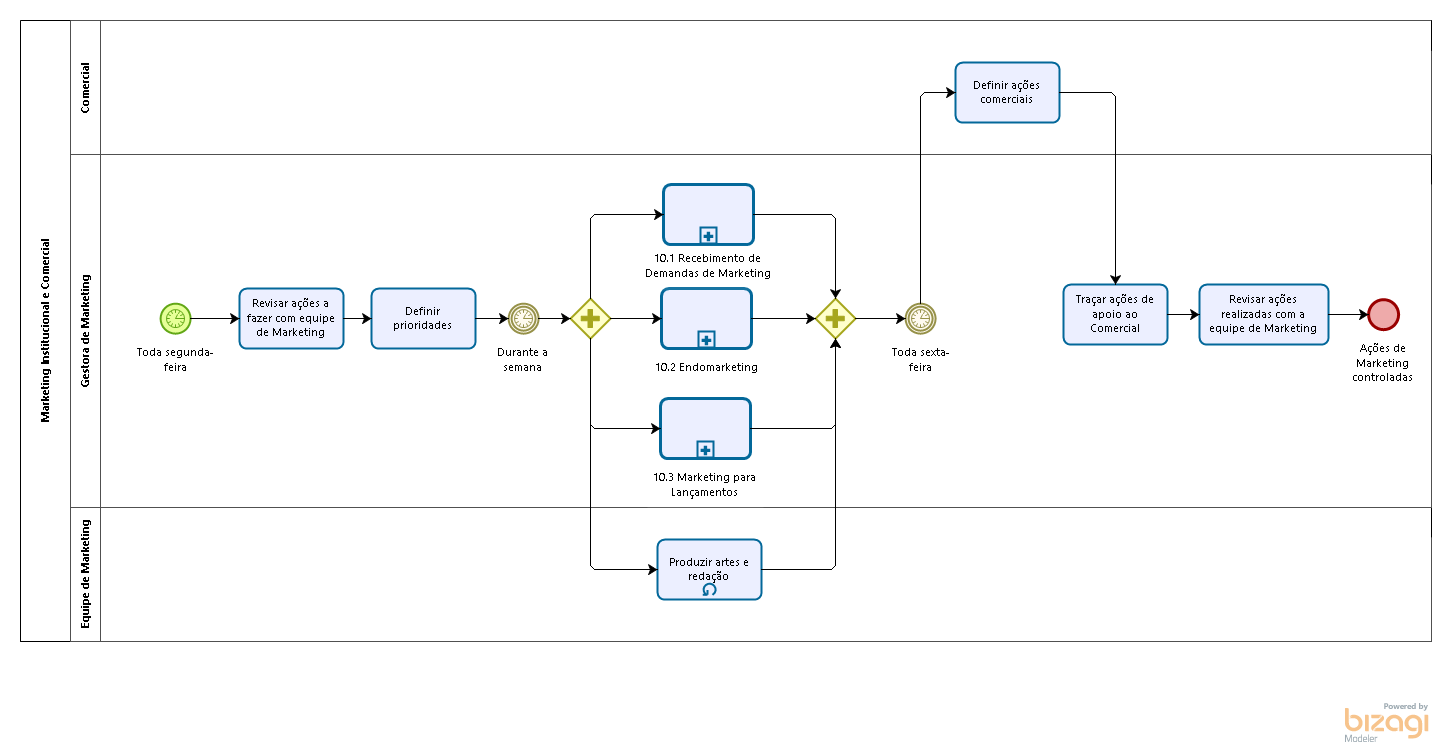 Marketing Institucional e Comercial
Comercial
Definir ações
comerciais
Gestora de Marketing
Toda segunda-
feira
Revisar ações a
fazer com equipe
de Marketing
Definir
prioridades
Durante a
semana
10.1 Recebimento de
Demandas de Marketing
10.2 Endomarketing
10.3 Marketing para
Lançamentos
Toda sexta-
feira
Traçar ações de
apoio ao
Comercial
Revisar ações
realizadas com a
equipe de Marketing
Ações de
Marketing
controladas
Equipe de Marketing
Produzir artes e
redação
Powered by
bizagi
Modeler